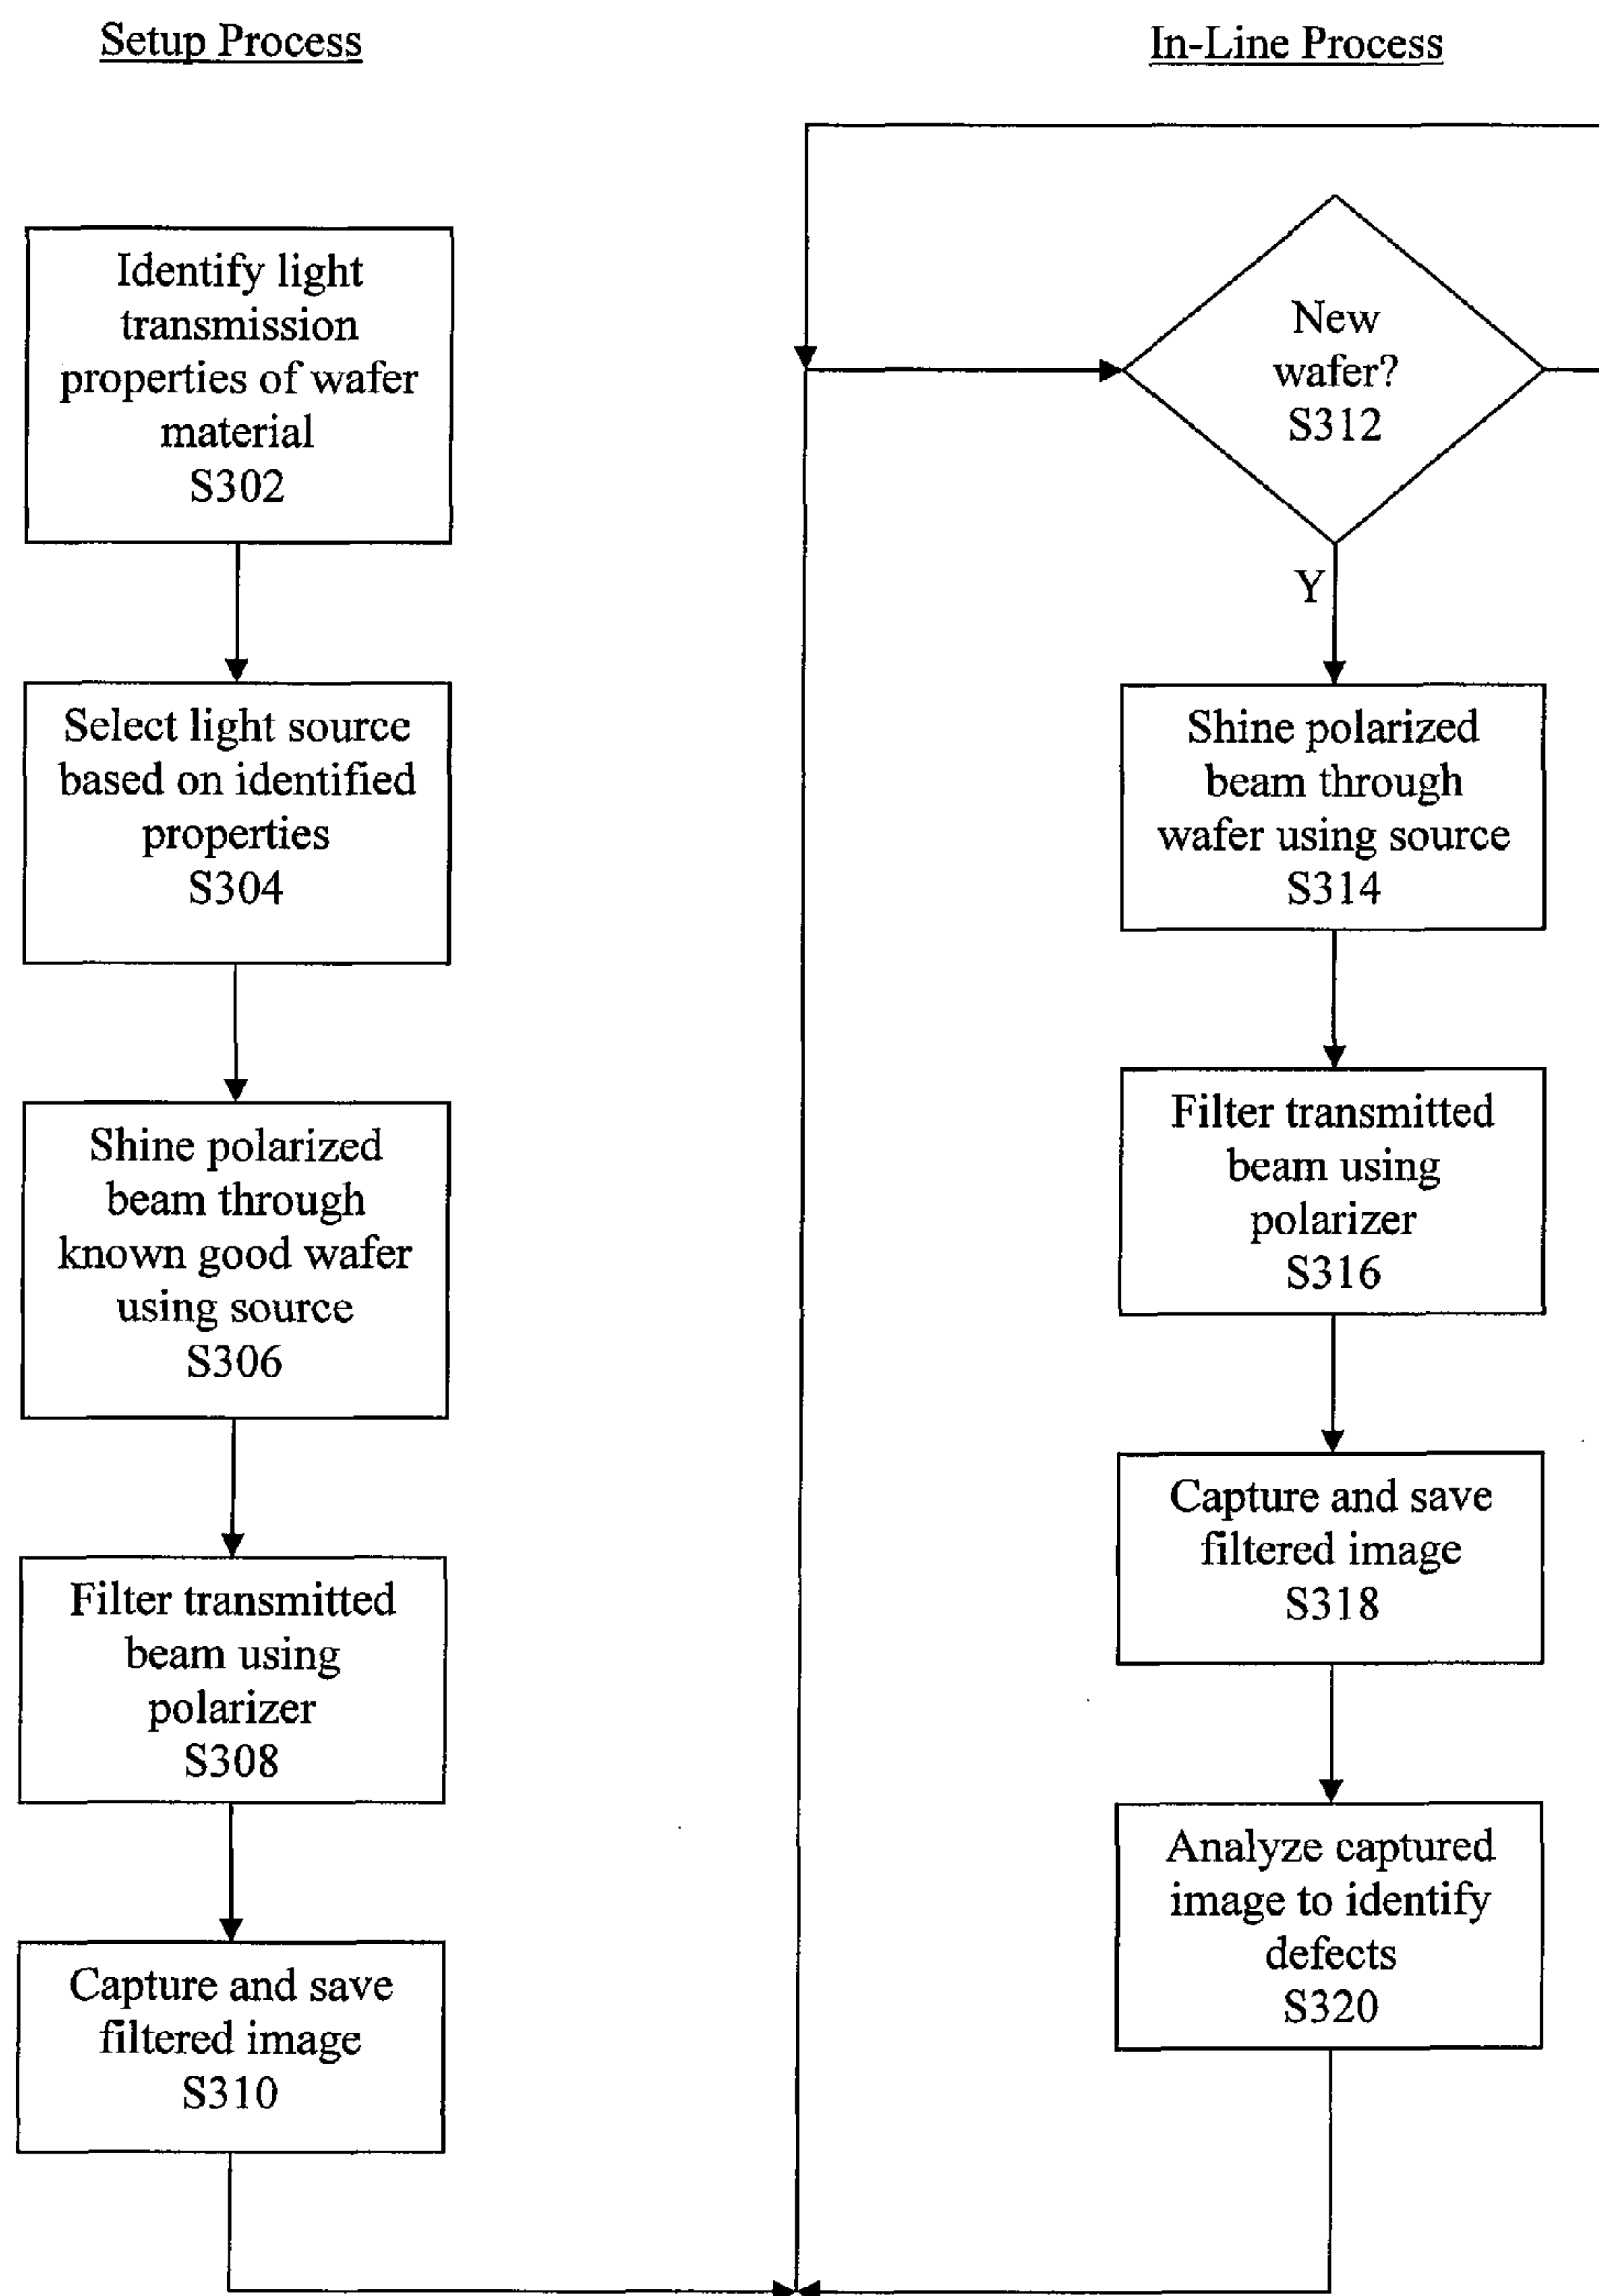 Setup Process
Identify light
transmission
properties of wafer
material
S302
Select light source
based on identified
properties
S304
Shine polarized
beam through
known good wafer
using source
S306
Filter transmitted
beam using
polarizer
S308
Capture and save
filtered image
S310
In-Line Process
New
wafer?
S312
Y
Shine polarized
beam through
wafer using source
S314
Filter transmitted
beam using
polarizer
S316
Capture and save
filtered image
S318
Analyze captured
image to identify
defects
S320